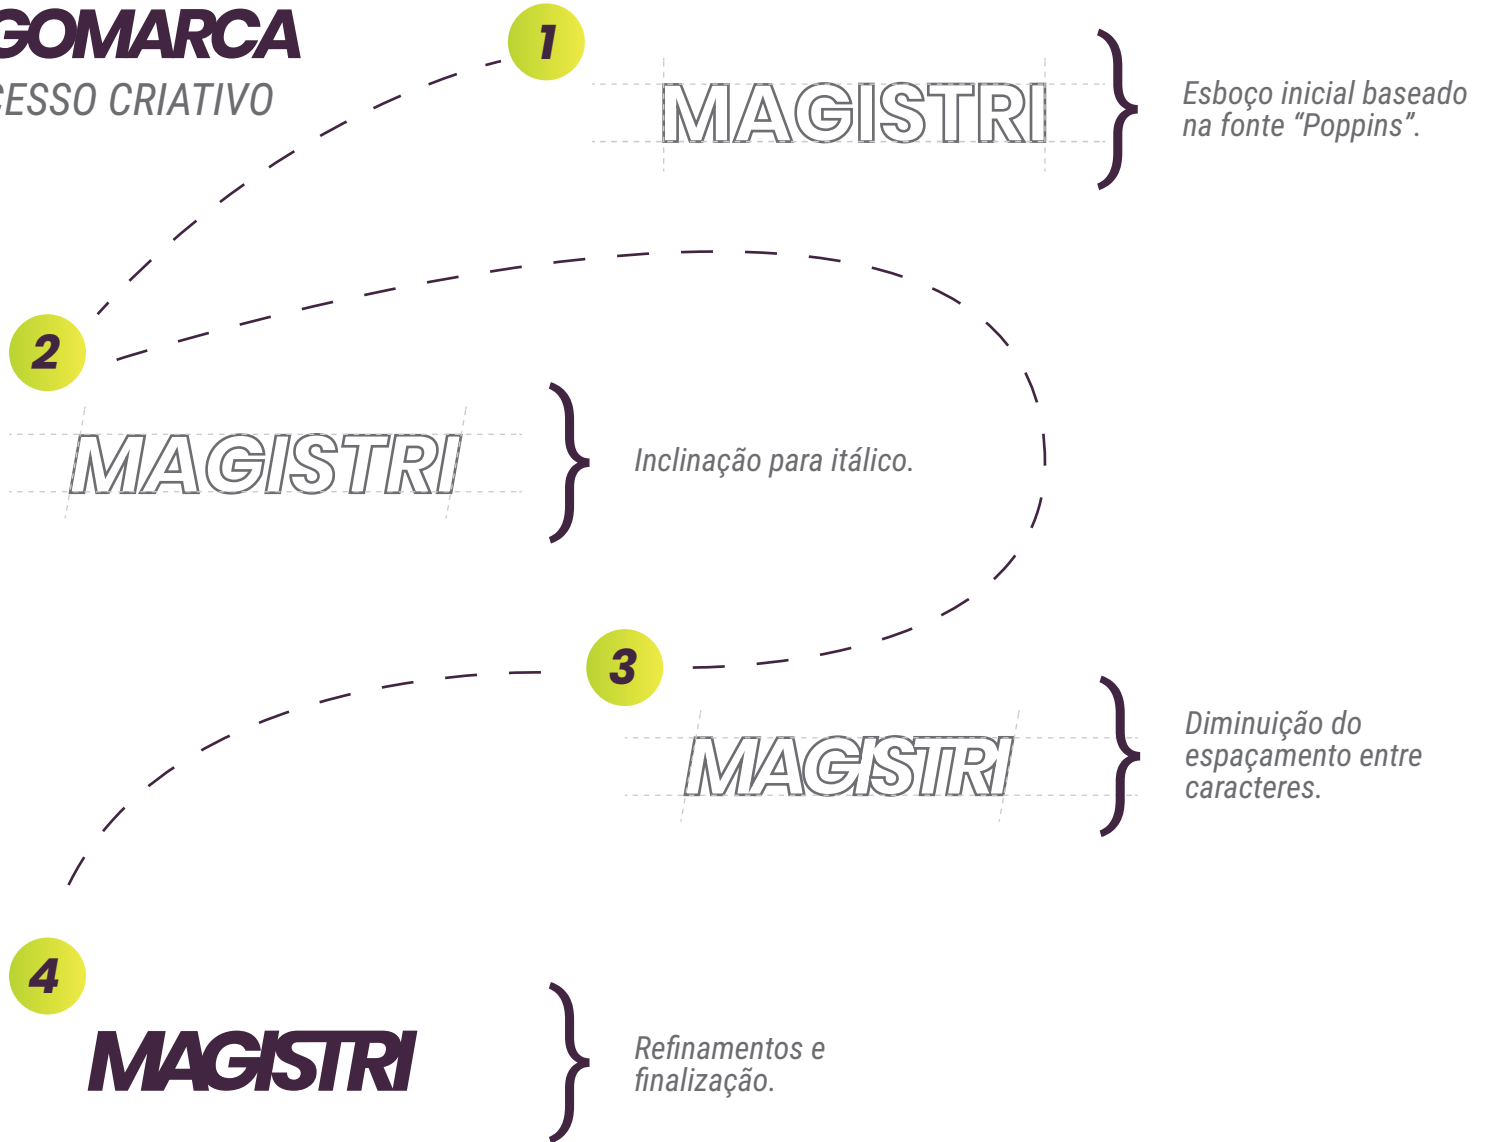 GOMARCA
CESSO CRIATIVO
1
MAGISTRI
Esboço inicial baseado
na fonte “Poppins”.
2
MAGISTRI
Inclinação para itálico.
3
MAGISTRI
Diminuição do
espaçamento entre
caracteres.
4
MAGISTRI
Refinamentos e
finalização.